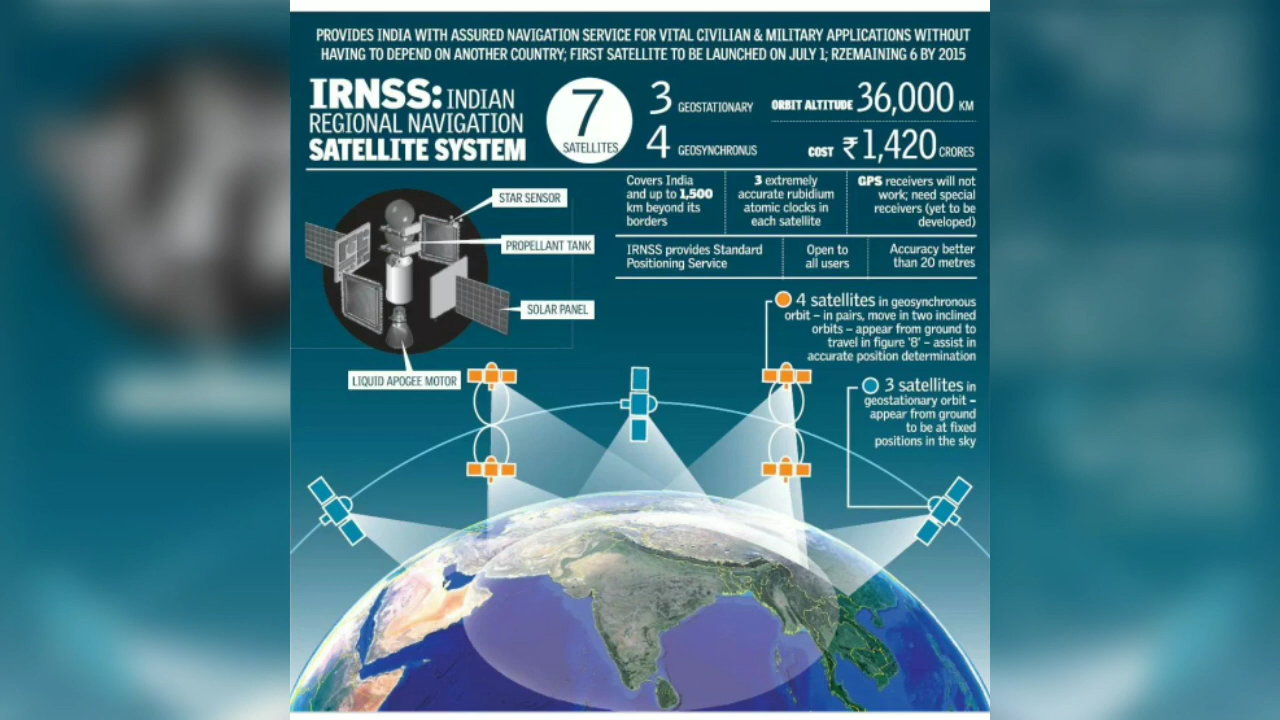 PROVIDES INDIA WITH ASSURED NAVIGATION SERVICE FOR VITAL CIVILIAN & MILITARY APPLICATIONS WITHOUT
HAVING TO DEPEND ON ANOTHER COUNTRY; FIRST SATELLITE TO BE LAUNCHED ON JULY 1; RZEMAINING 6 BY 2015
IRNSS: INDIAN
REGIONAL NAVIGATION
SATELLITE SYSTEM
7
SATELLITES
3 GEOSTATIONARY
4 GEOSYNCHRONUS
ORBIT ALTITUDE 36,000 KM
COST ₹1,420 CRORES
Covers India
and up to 1,500
km beyond its
borders
3 extremely
accurate rubidium
atomic clocks in
each satellite
GPS receivers will not
work; need special
receivers (yet to be
developed)
IRNSS provides Standard
Positioning Service
Open to
all users
Accuracy better
than 20 metres
STAR SENSOR
PROPELLANT TANK
SOLAR PANEL
LIQUID APOGEE MOTOR
4 satellites in geosynchronous
orbit – in pairs, move in two inclined
orbits – appear from ground to
travel in figure '8' – assist in
accurate position determination
3 satellites in
geostationary orbit –
appear from ground
to be at fixed
positions in the sky